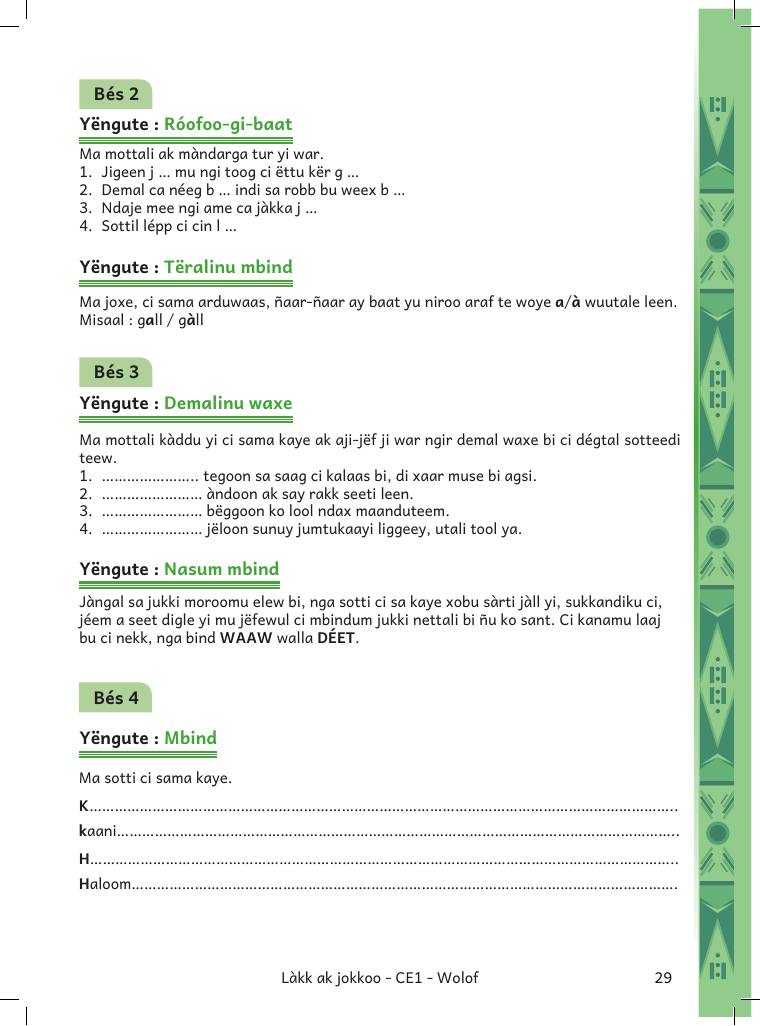 Bés 2
Yëngute : Róofoo-gi-baat
Ma mottali ak màndarga tur yi war.
1. Jigeen j ... mu ngi toog ci ëttu kër g ...
2. Demal ca néeg b ... indi sa robb bu weex b ...
3. Ndaje mee ngi ame ca jàkka j ...
4. Sottil lépp ci cin l ...
Yëngute : Tëralinu mbind
Ma joxe, ci sama arduwaas, ñaar-ñaar ay baat yu niroo araf te woye a/à wuutale leen.
Misaal : gall / gàll
Bés 3
Yëngute : Demalinu waxe
Ma mottali kàddu yi ci sama kaye ak aji-jëf ji war ngir demal waxe bi ci dégtal sotteedi
teew.
1. ………………….. tegoon sa saag ci kalaas bi, di xaar muse bi agsi.
2. …………………… àndoon ak say rakk seeti leen.
3. …………………… bëggoon ko lool ndax maanduteem.
4. …………………… jëloon sunuy jumtukaayi liggeey, utali tool ya.
Yëngute : Nasum mbind
Jàngal sa jukki moroomu elew bi, nga sotti ci sa kaye xobu sàrti jàll yi, sukkandiku ci,
jéem a seet digle yi mu jëfewul ci mbindum jukki nettali bi ñu ko sant. Ci kanamu laaj
bu ci nekk, nga bind WAAW walla DÉET.
Bés 4
Yëngute : Mbind
Ma sotti ci sama kaye.
K…………………………………………………………………………………………………………………..
kaani……………………………………………………………………………………………………………..
H…………………………………………………………………………………………………………………..
Haloom………………………………………………………………………………………………………….
Làkk ak jokkoo - CE1 - Wolof 29